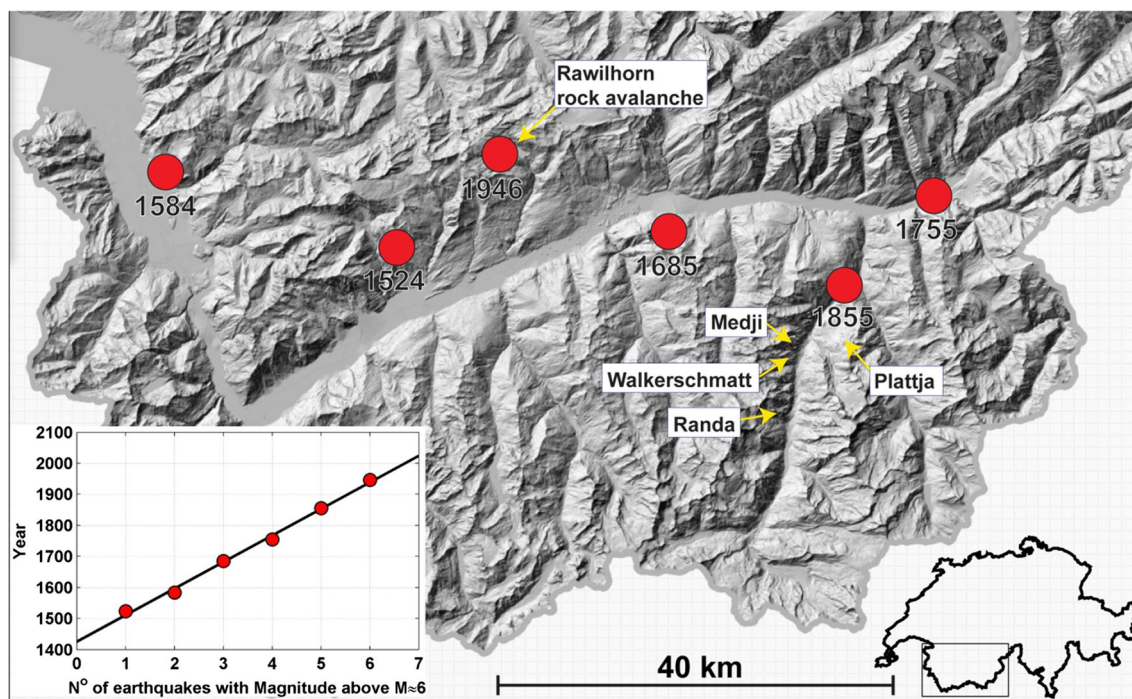 Rawilhorn
rock avalanche
1584
1946
1524
1685
1755
1855
Medji
Walkerschmatt
Plattja
Randa
2100
2000
1900
1800
1700
1600
1500
1400
Year
0 1 2 3 4 5 6 7
N° of earthquakes with Magnitude above M≈6
40 km